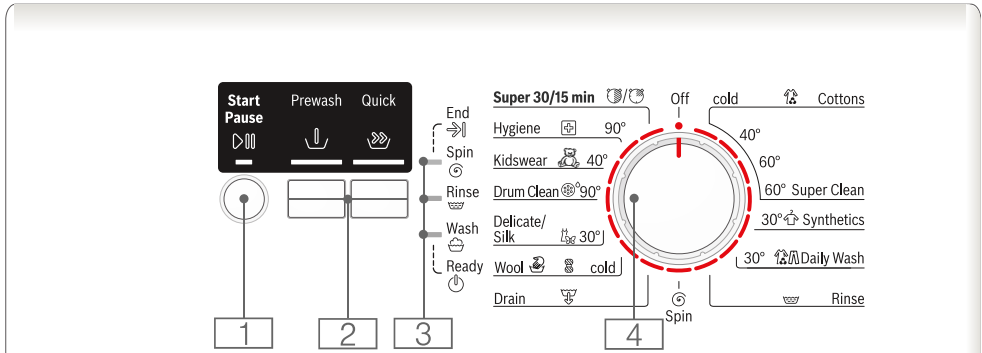 Start
Pause
Prewash
Quick
End
Spin
Rinse
Wash
Ready
Super 30/15 min
Hygiene 90°
Kidswear 40°
Drum Clean 90°
Delicate/
Silk 30°
Wool cold
Drain
Off
cold Cottons
40°
60°
60° Super Clean
30° Synthetics
30° Daily Wash
Rinse
Spin
1
2
3
4